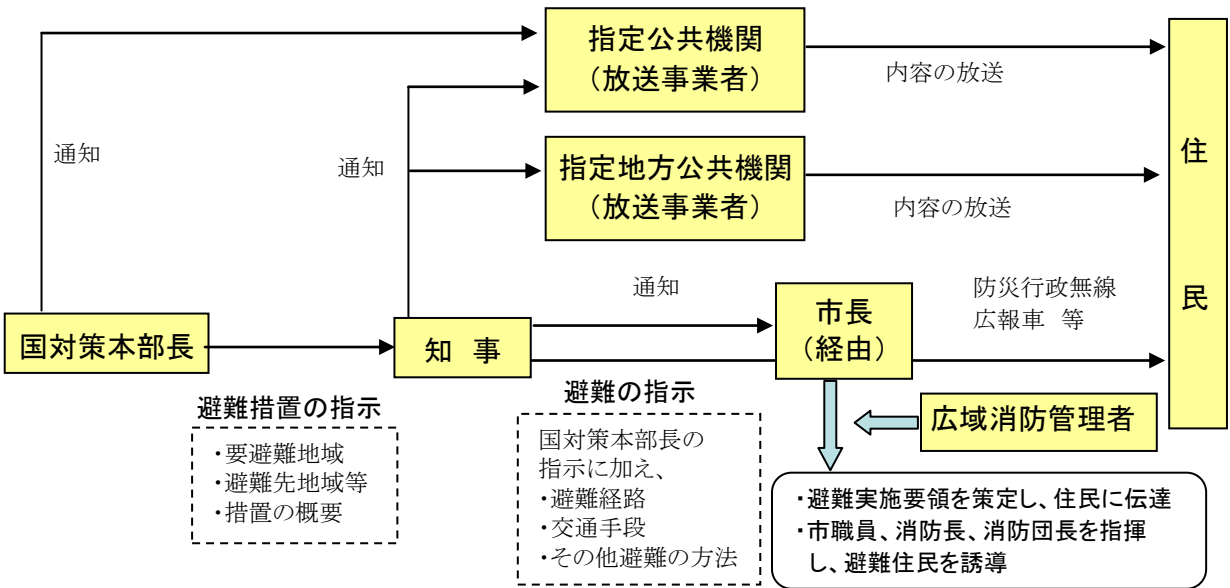 指定公共機関
（放送事業者）
内容の放送
通知
通知
指定地方公共機関
（放送事業者）
内容の放送
住
民
通知
市長
（経由）
防災行政無線
広報車 等
国対策本部長
知 事
避難措置の指示
・要避難地域
・避難先地域等
・措置の概要
避難の指示
国対策本部長の
指示に加え、
・避難経路
・交通手段
・その他避難の方法
広域消防管理者
・避難実施要領を策定し、住民に伝達
・市職員、消防長、消防団長を指揮
し、避難住民を誘導